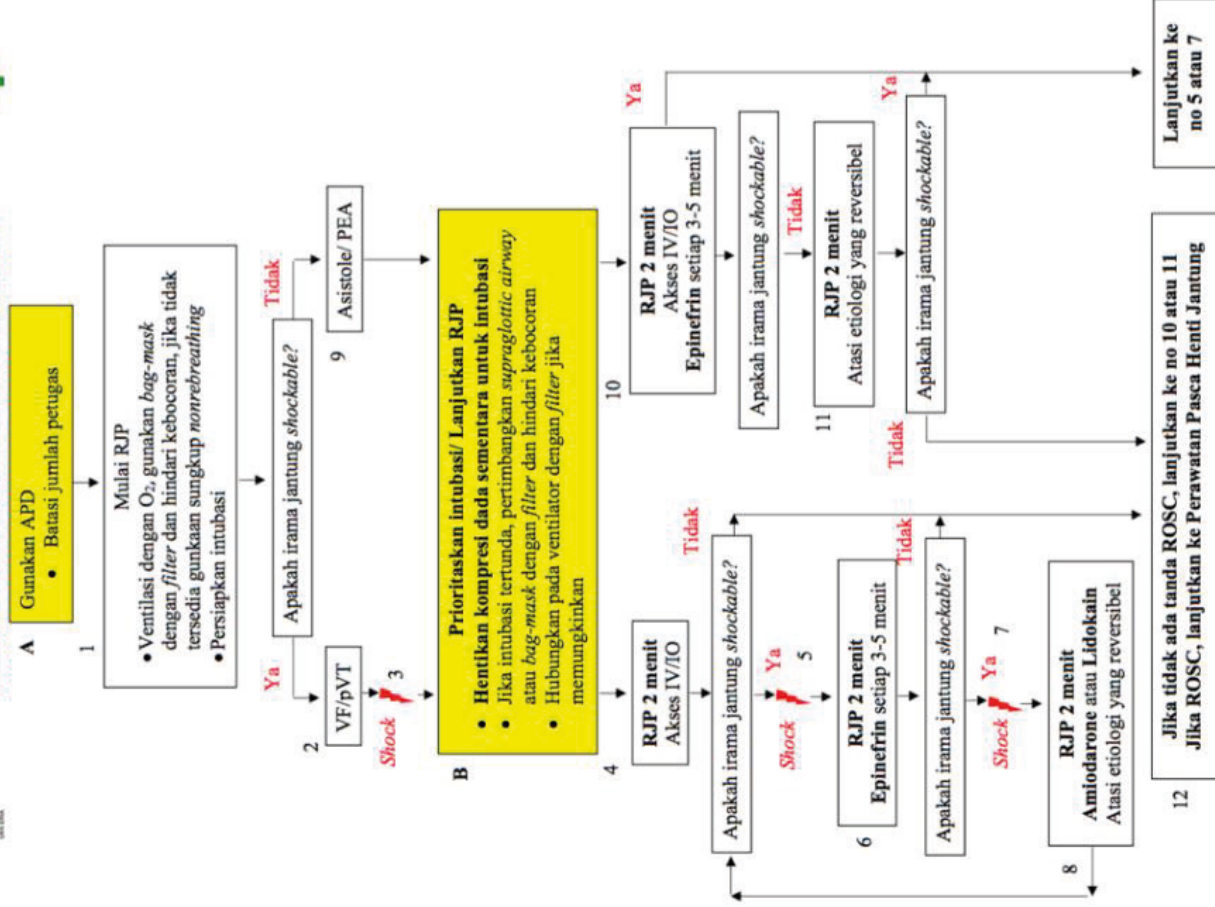 A
Gunakan APD
• Batasi jumlah petugas
1
Mulai RJP
• Ventilasi dengan O₂, gunakan bag-mask
dengan filter dan hindari kebocoran, jika tidak
tersedia gunkaan sungkup nonrebreathing
• Persiapkan intubasi
Apakah irama jantung shockable?
Ya
Tidak
2
VF/pVT
9
Asistole/ PEA
Shock
3
B
Prioritaskan intubasi/ Lanjutkan RJP
• Hentikan kompresi dada sementara untuk intubasi
• Jika intubasi tertunda, pertimbangkan supraglottic airway
atau bag-mask dengan filter dan hindari kebocoran
• Hubungkan pada ventilator dengan filter jika
memungkinkan
4
RJP 2 menit
Akses IV/IO
Apakah irama jantung shockable?
Tidak
Shock
Ya
5
6
RJP 2 menit
Epinefrin setiap 3-5 menit
Tidak
Apakah irama jantung shockable?
Shock
Ya
7
8
RJP 2 menit
Amiodarone atau Lidokain
Atasi etiologi yang reversibel
10
RJP 2 menit
Akses IV/IO
Epinefrin setiap 3-5 menit
Ya
Apakah irama jantung shockable?
Tidak
11
RJP 2 menit
Atasi etiologi yang reversibel
Apakah irama jantung shockable?
Ya
Tidak
12
Jika tidak ada tanda ROSC, lanjutkan ke no 10 atau 11
Jika ROSC, lanjutkan ke Perawatan Pasca Henti Jantung
Lanjutkan ke
no 5 atau 7